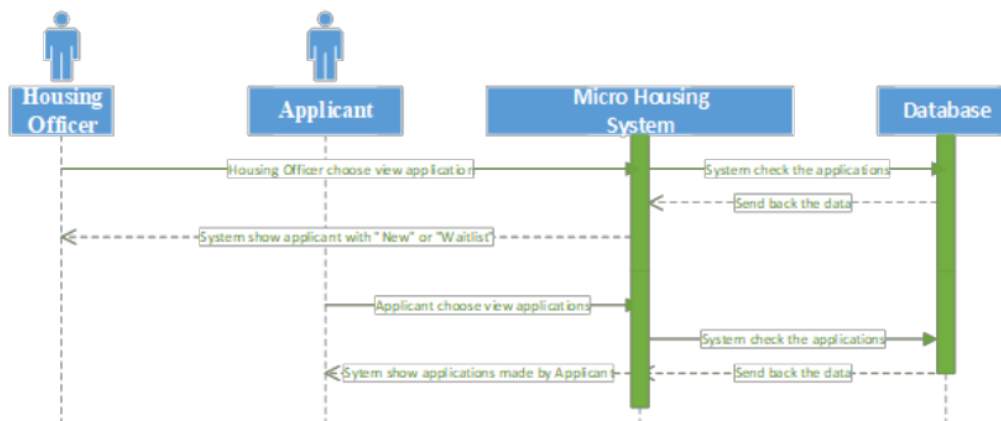 Housing
Officer
Applicant
Micro Housing
System
Database
Housing Officer choose view application
System check the applications
Send back the data
System show applicant with "New" or "Waitlist"
Applicant choose view applications
System check the applications
Sytem show applications made by Applicant
Send back the data